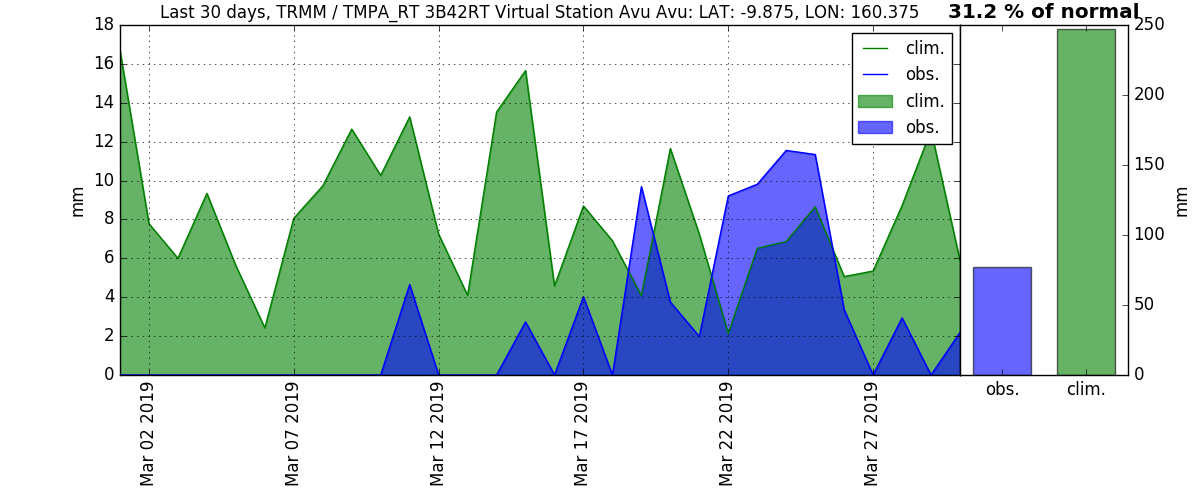 Last 30 days, TRMM / TMPA_RT 3B42RT Virtual Station Avu Avu: LAT: -9.875, LON: 160.375
31.2 % of normal
18
16
14
12
10
8
6
4
2
0
mm
clim.
obs.
clim.
obs.
250
200
150
100
50
0
mm
Mar 02 2019
Mar 07 2019
Mar 12 2019
Mar 17 2019
Mar 22 2019
Mar 27 2019
obs.
clim.